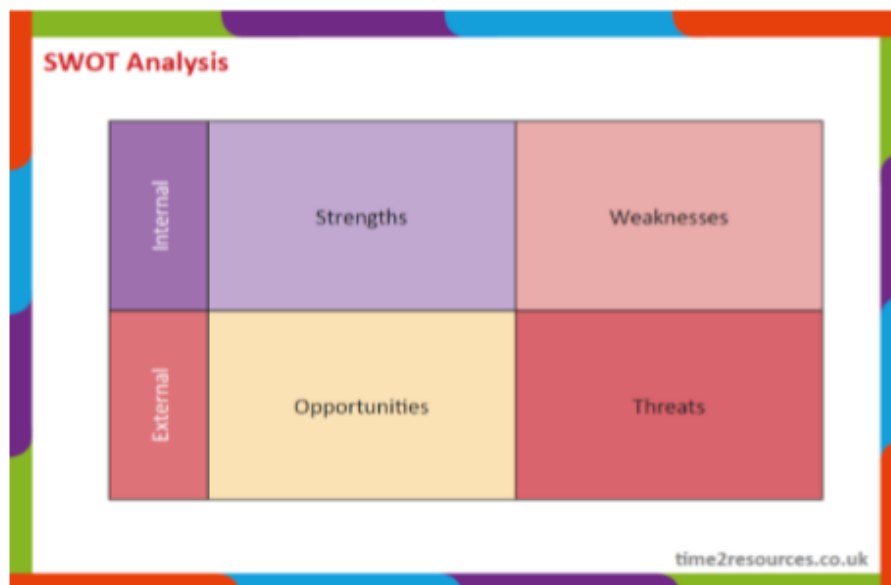 SWOT Analysis
Internal
Strengths
Weaknesses
External
Opportunities
Threats
time2resources.co.uk